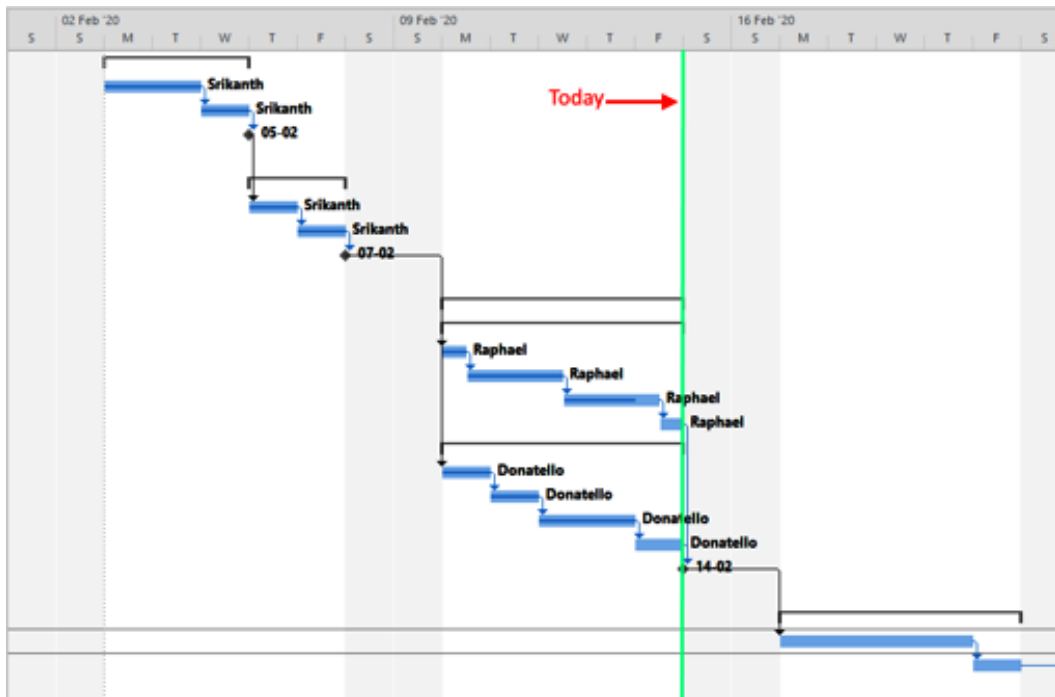 02 Feb '20 09 Feb '20 16 Feb '20
S S M T W T F S S M T W T F S S M T W T F S
Srikanth
Today
Srikanth
05-02
Srikanth
Srikanth
07-02
Raphael
Raphael
Raphael
Raphael
Donatello
Donatello
Donatello
Donatello
14-02